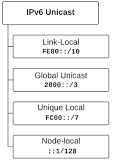 IPv6 Unicast
Link-Local
FE80::/10
Global Unicast
2000::/3
Unique Local
FC00::/7
Node-local
::1/128